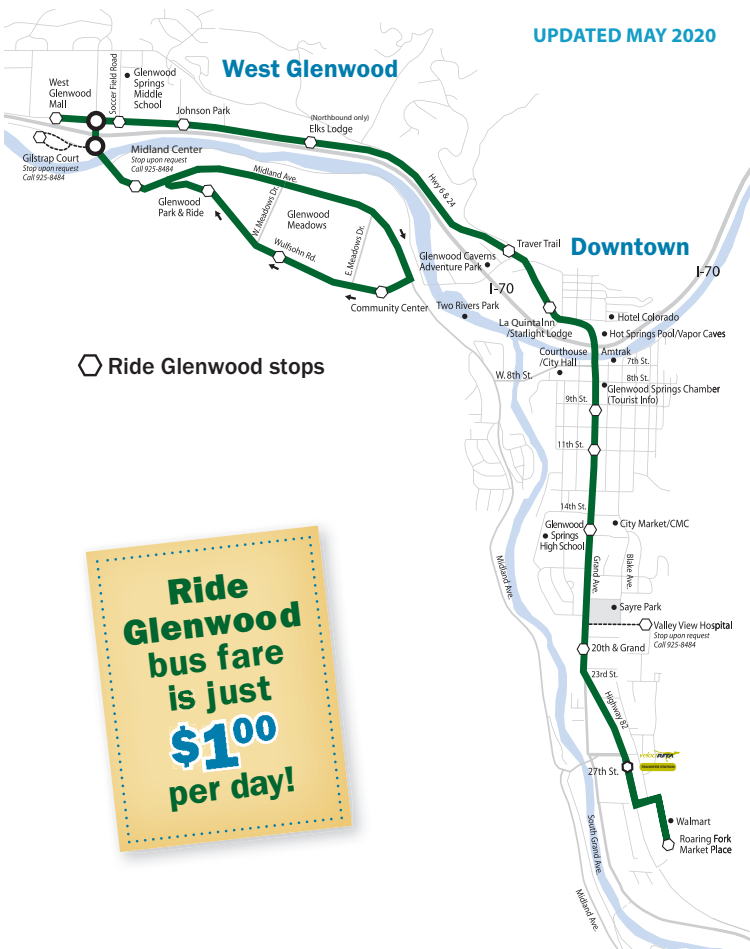 UPDATED MAY 2020
West Glenwood
West
Glenwood
Mall
Soccer Field Road
Glenwood
Springs
Middle
School
Johnson Park
(Northbound only)
Elks Lodge
Gilstrap Court
Stop upon request
Call 925-8484
Midland Center
Stop upon request
Call 925-8484
Midland Ave.
Hwy 6 & 24
Glenwood
Park & Ride
W. Meadows Dr.
Glenwood
Meadows
Wulfsohn Rd.
E. Meadows Dr.
Community Center
Traver Trail
Downtown
Glenwood Caverns
Adventure Park
I-70
I-70
Two Rivers Park
La QuintaInn
/Starlight Lodge
Hotel Colorado
Hot Springs Pool/Vapor Caves
Courthouse
/City Hall
Amtrak
7th St.
W. 8th St.
8th St.
Glenwood Springs Chamber
(Tourist Info)
9th St.
11th St.
Ride Glenwood stops
14th St.
Glenwood
Springs
High School
City Market/CMC
Midland Ave.
Grand Ave.
Blake Ave.
Sayre Park
Valley View Hospital
Stop upon request
Call 925-8484
20th & Grand
23rd St.
Highway 82
27th St.
Walmart
Roaring Fork
Market Place
South Grand Ave.
Midland Ave.
Ride
Glenwood
bus fare
is just
$100
per day!